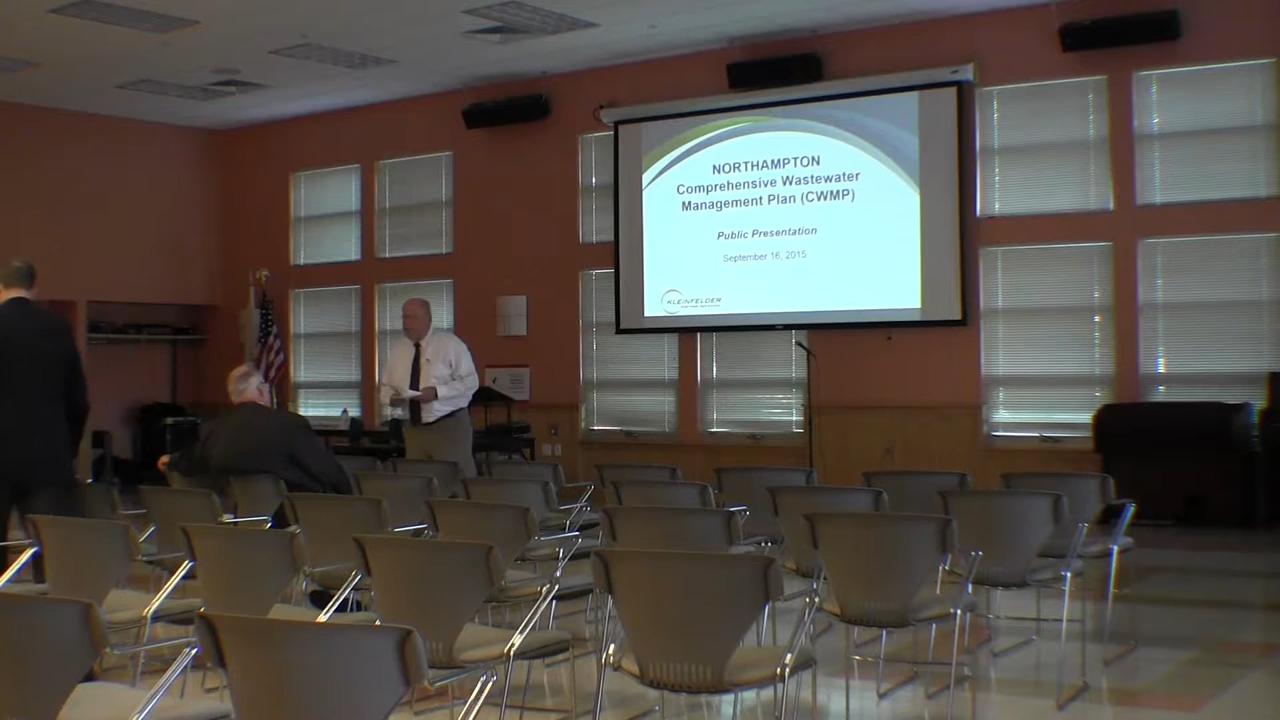 NORTHAMPTON
Comprehensive Wastewater
Management Plan (CWMP)
Public Presentation
September 16, 2015
KLEINFELDER